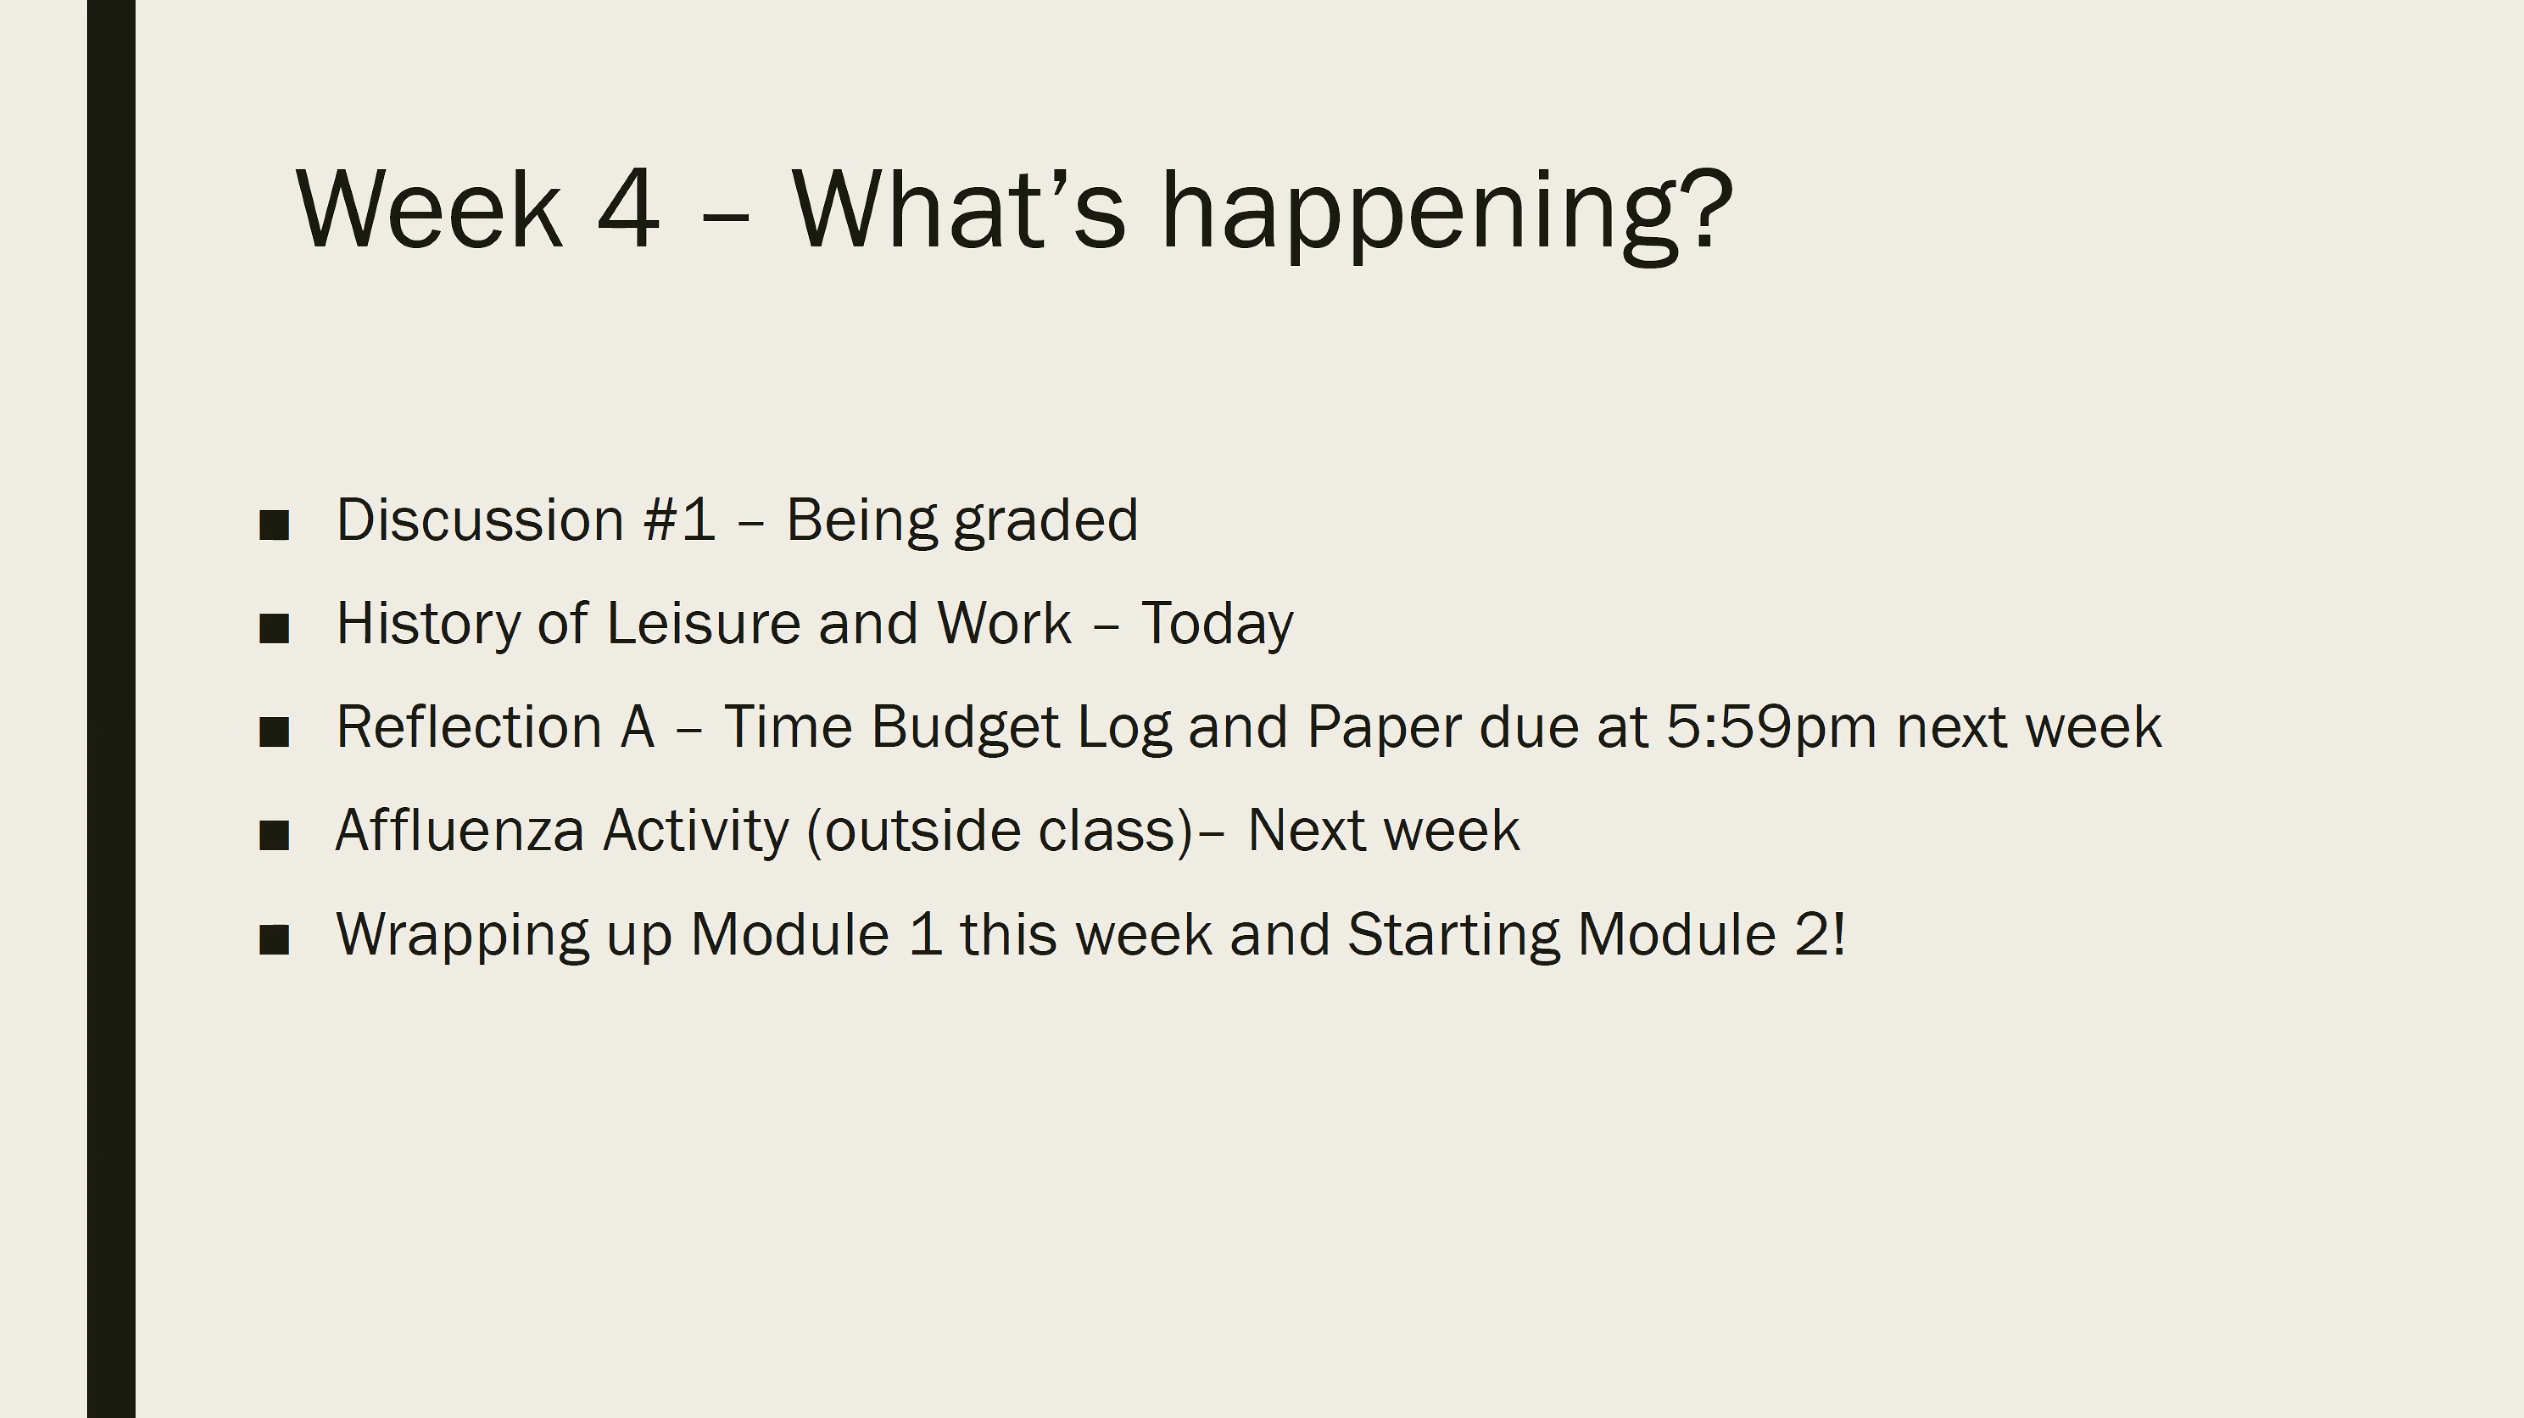 Week 4 – What’s happening?
■ Discussion #1 – Being graded
■ History of Leisure and Work – Today
■ Reflection A – Time Budget Log and Paper due at 5:59pm next week
■ Affluenza Activity (outside class)– Next week
■ Wrapping up Module 1 this week and Starting Module 2!